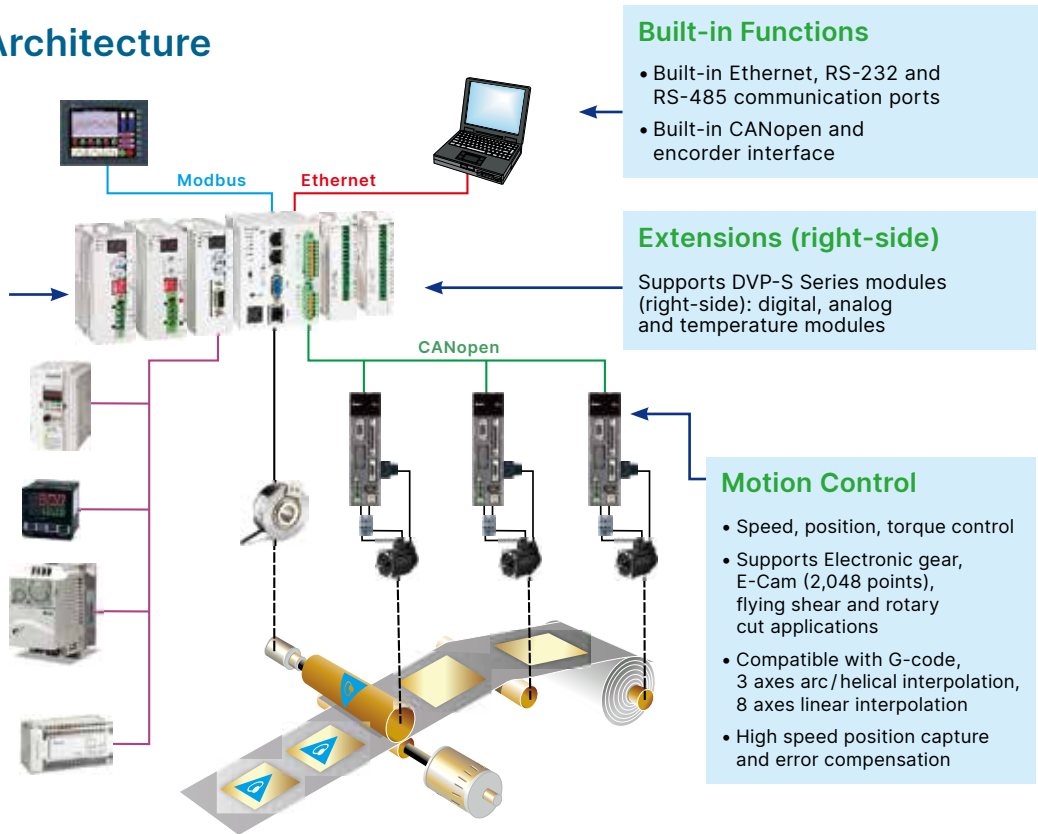 Architecture
Built-in Functions
• Built-in Ethernet, RS-232 and
RS-485 communication ports
• Built-in CANopen and
encorder interface
Modbus
Ethernet
Extensions (right-side)
Supports DVP-S Series modules
(right-side): digital, analog
and temperature modules
CANopen
Motion Control
• Speed, position, torque control
• Supports Electronic gear,
E-Cam (2,048 points),
flying shear and rotary
cut applications
• Compatible with G-code,
3 axes arc/helical interpolation,
8 axes linear interpolation
• High speed position capture
and error compensation